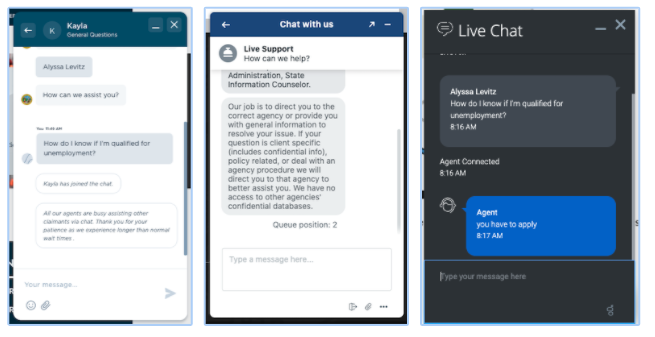 Kayla
General Questions
Alyssa Levitz
How can we assist you?
How do I know if I'm qualified for
unemployment?
Kayla has joined the chat.
All our agents are busy assisting other
claimants via chat. Thank you for your
patience as we experience longer than normal
wait times.
Your message...
Chat with us
Live Support
How can we help?
Administration, State
Information Counselor.
Our job is to direct you to the
correct agency or provide you
with general information to
resolve your issue. If your
question is client specific
(includes confidential info),
policy related, or deal with an
agency procedure we will
direct you to that agency to
better assist you. We have no
access to other agencies'
confidential databases.
Queue position: 2
Type a message here...
Live Chat
Alyssa Levitz
How do I know if I'm qualified for
unemployment?
8:16 AM
Agent Connected
8:16 AM
Agent
you have to apply
8:17 AM
Type your message here